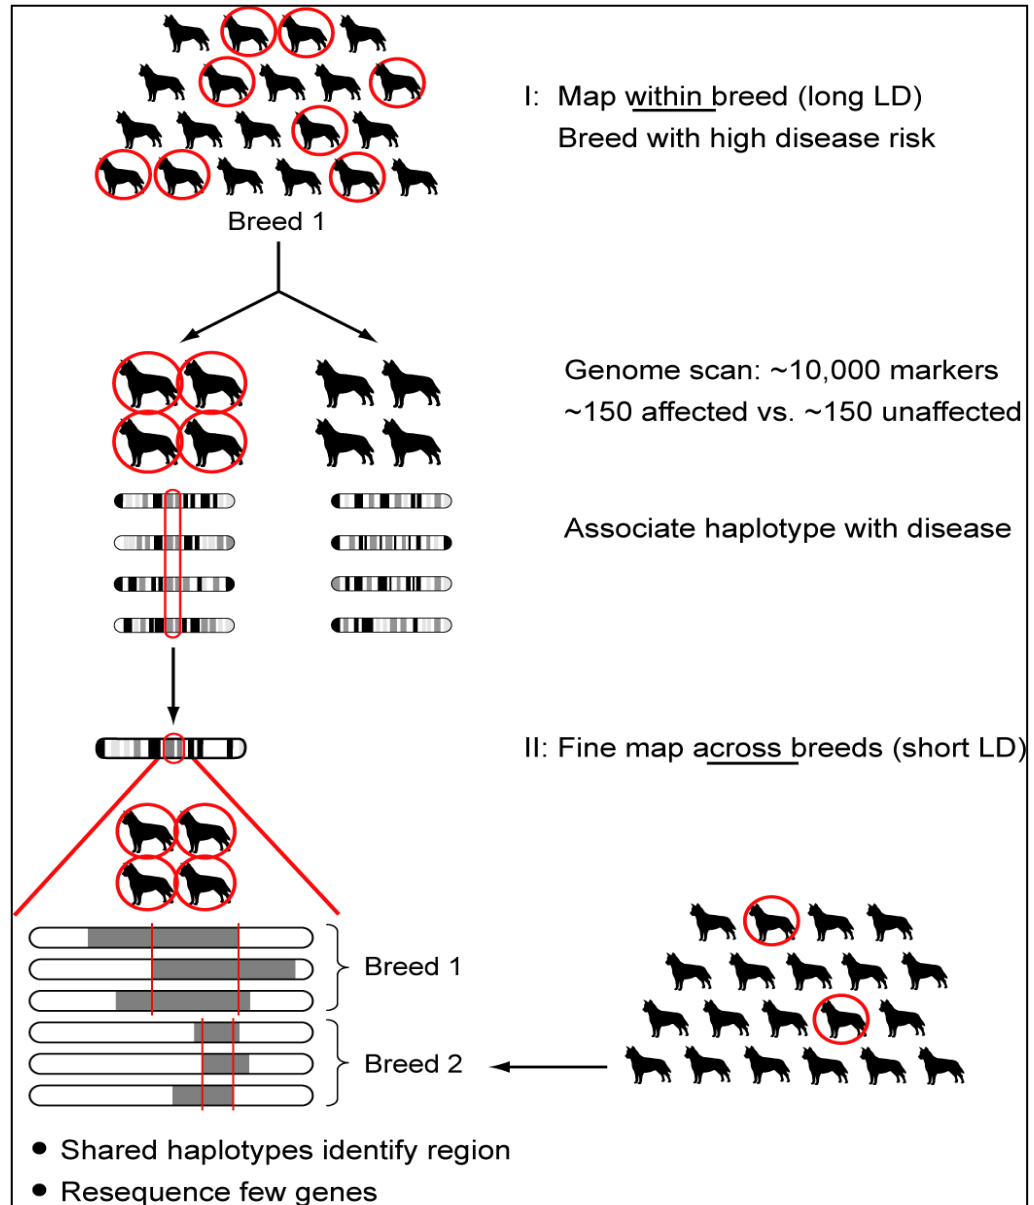 I: Map within breed (long LD)
Breed with high disease risk
Breed 1
Genome scan: ~10,000 markers
~150 affected vs. ~150 unaffected
Associate haplotype with disease
II: Fine map across breeds (short LD)
Breed 1
Breed 2
• Shared haplotypes identify region
• Resequence few genes